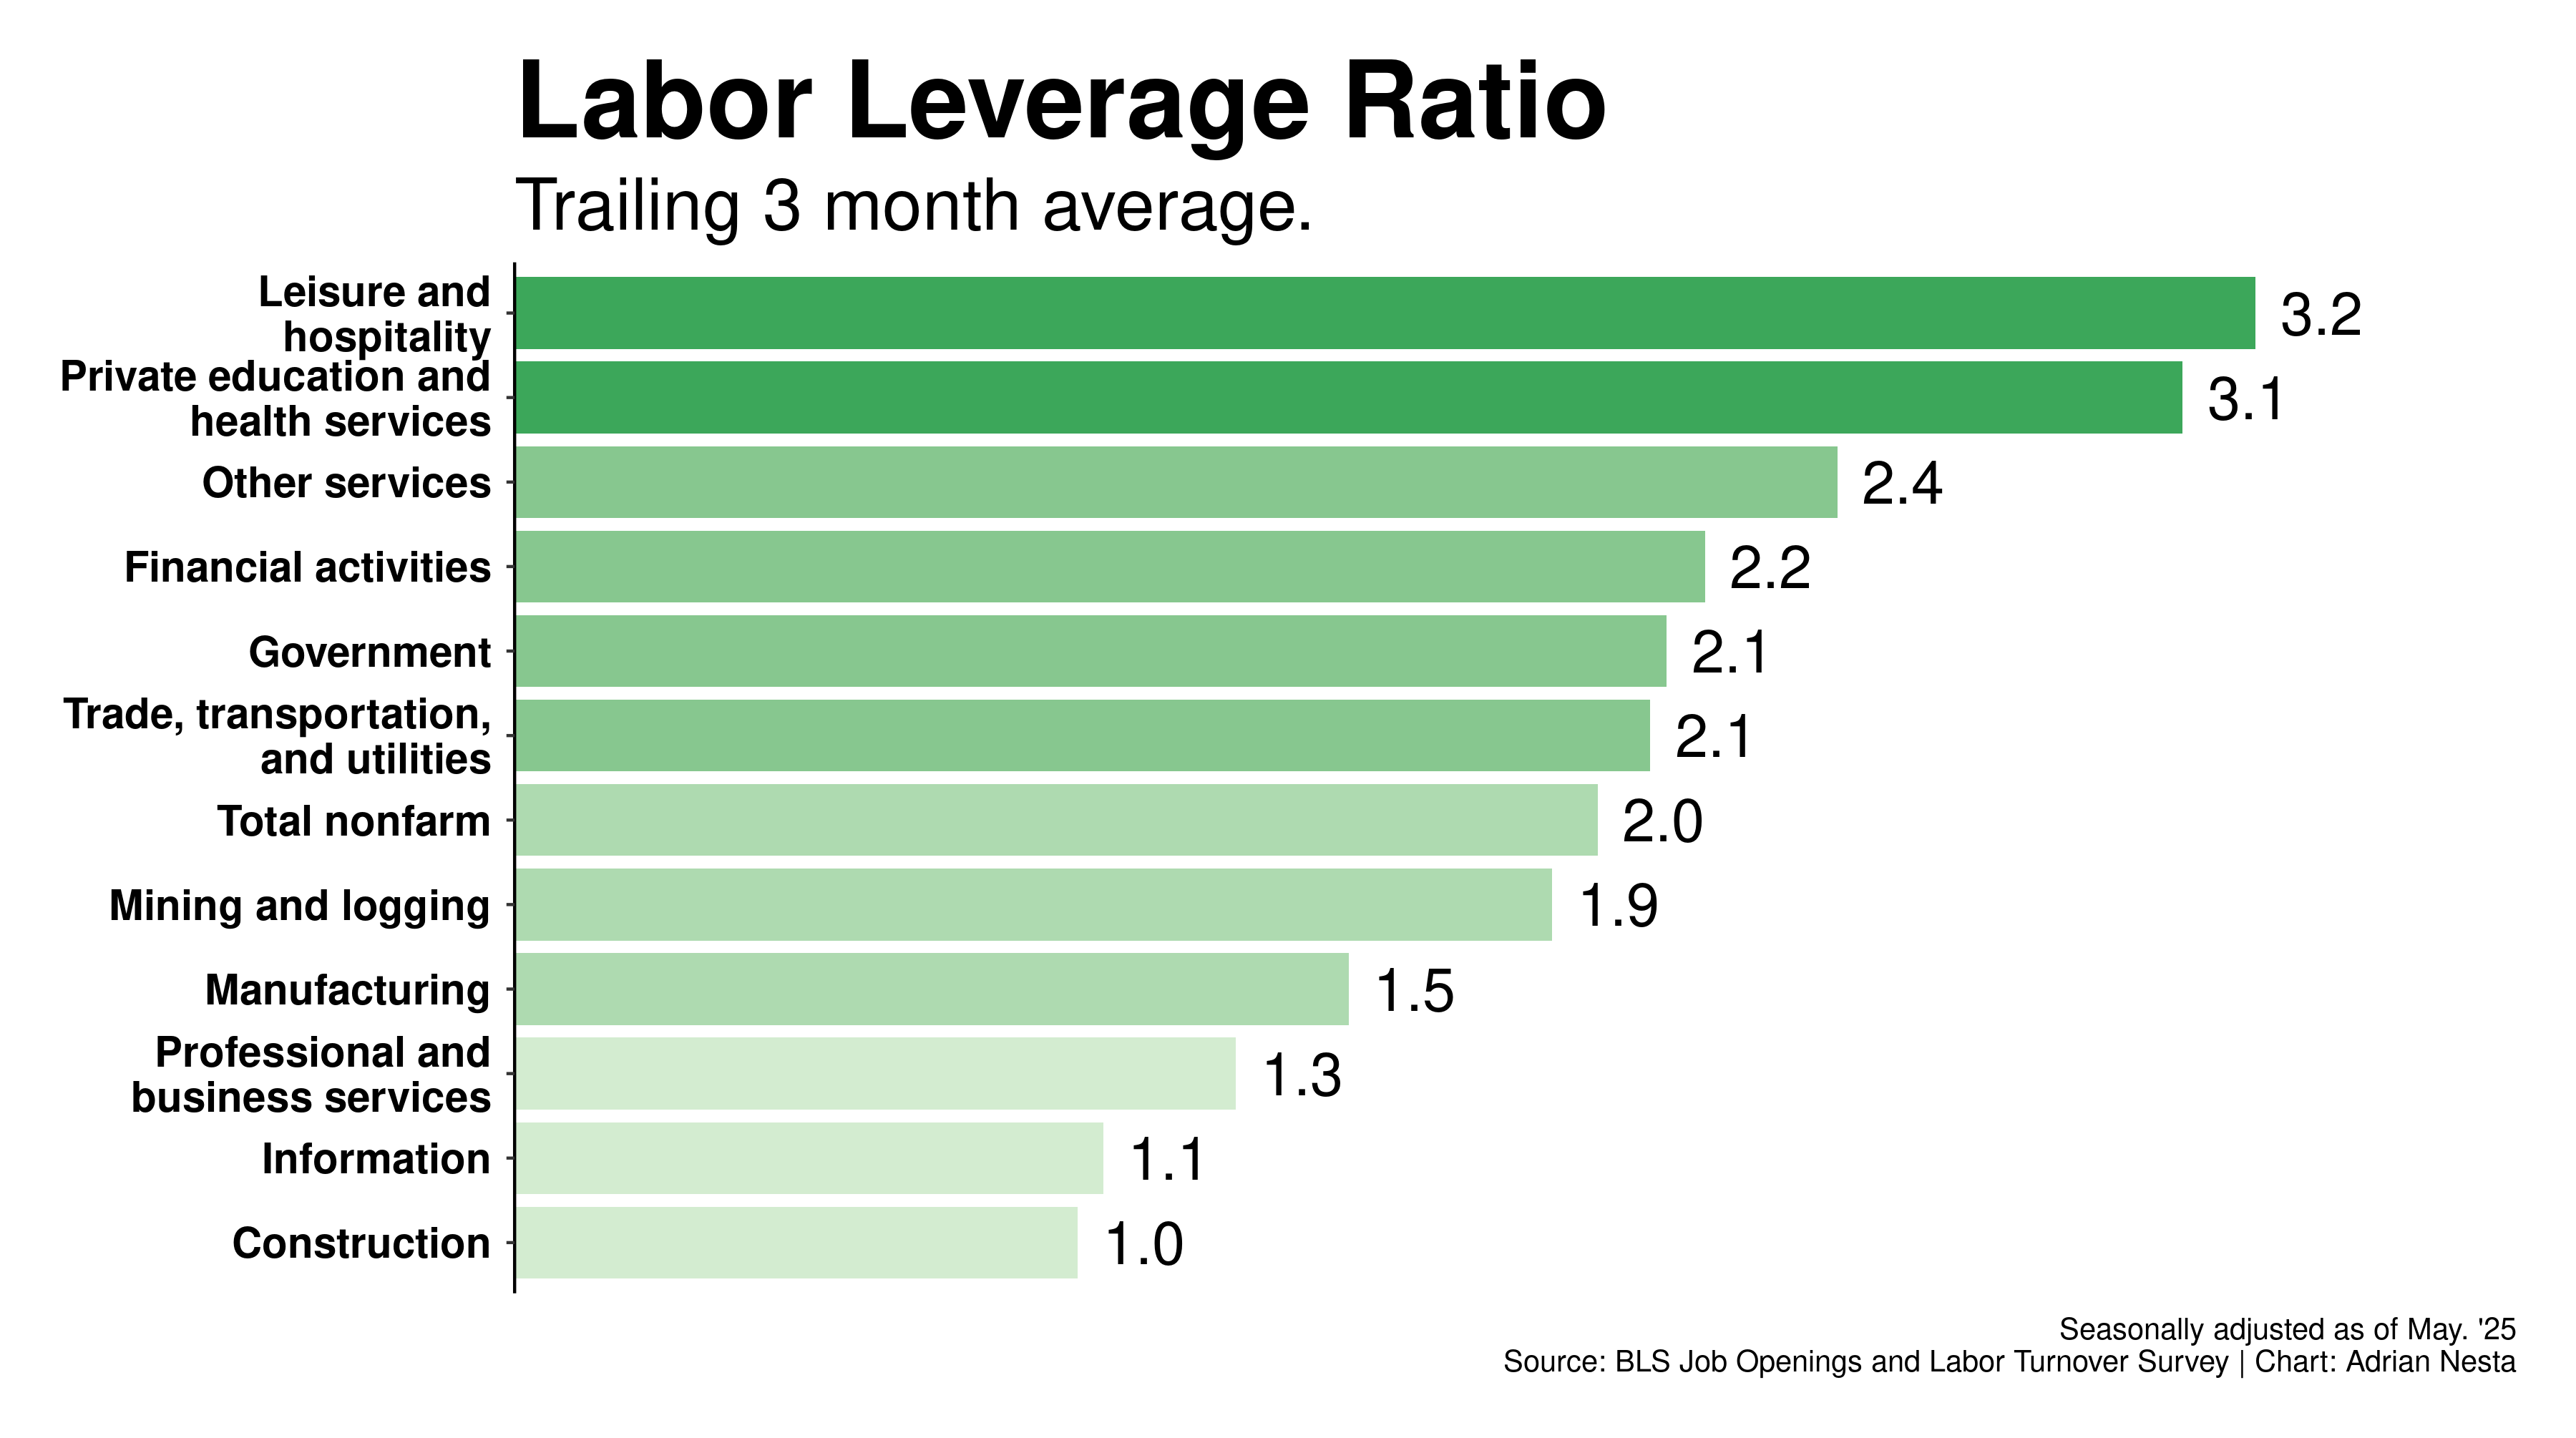 Labor Leverage Ratio
Trailing 3 month average.
Leisure and
hospitality
3.2
Private education and
health services
3.1
Other services
2.4
Financial activities
2.2
Government
2.1
Trade, transportation,
and utilities
2.1
Total nonfarm
2.0
Mining and logging
1.9
Manufacturing
1.5
Professional and
business services
1.3
Information
1.1
Construction
1.0
Seasonally adjusted as of May. '25
Source: BLS Job Openings and Labor Turnover Survey | Chart: Adrian Nesta